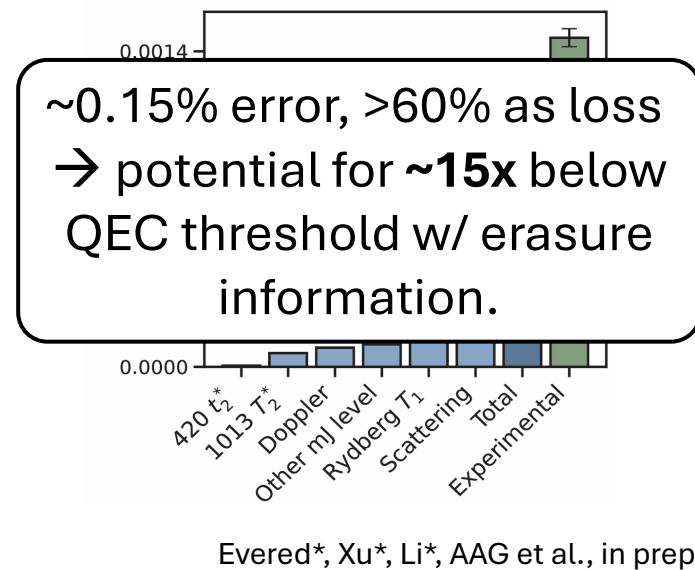 0.0014
~0.15% error, >60% as loss
→ potential for ~15x below
QEC threshold w/ erasure
information.
0.0000
420 t₂*
1013 T₂*
Doppler
Other mJ level
Rydberg T₁
Scattering
Total
Experimental
Evered*, Xu*, Li*, AAG et al., in prep